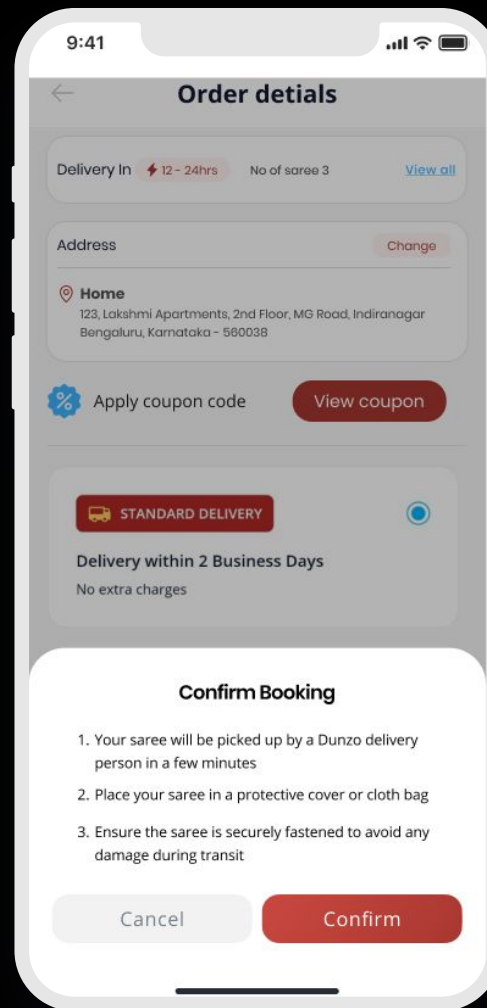 9:41
Order detials
Delivery In 12 - 24hrs No of saree 3 View all
Address Change
Home
123, Lakshmi Apartments, 2nd Floor, MG Road, Indiranagar
Bengaluru, Karnataka - 560038
% Apply coupon code View coupon
STANDARD DELIVERY
Delivery within 2 Business Days
No extra charges
Confirm Booking
1. Your saree will be picked up by a Dunzo delivery
person in a few minutes
2. Place your saree in a protective cover or cloth bag
3. Ensure the saree is securely fastened to avoid any
damage during transit
Cancel Confirm